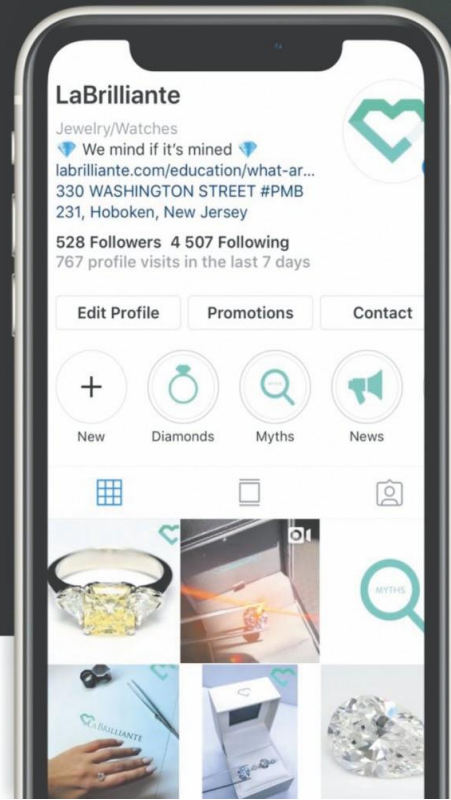 LaBrilliante
Jewelry/Watches
💎 We mind if it's mined 💎
labrilliante.com/education/what-ar...
330 WASHINGTON STREET #PMB
231, Hoboken, New Jersey
528 Followers 4 507 Following
767 profile visits in the last 7 days
Edit Profile Promotions Contact
New Diamonds Myths News
MYTHS
LABRILLIANTE